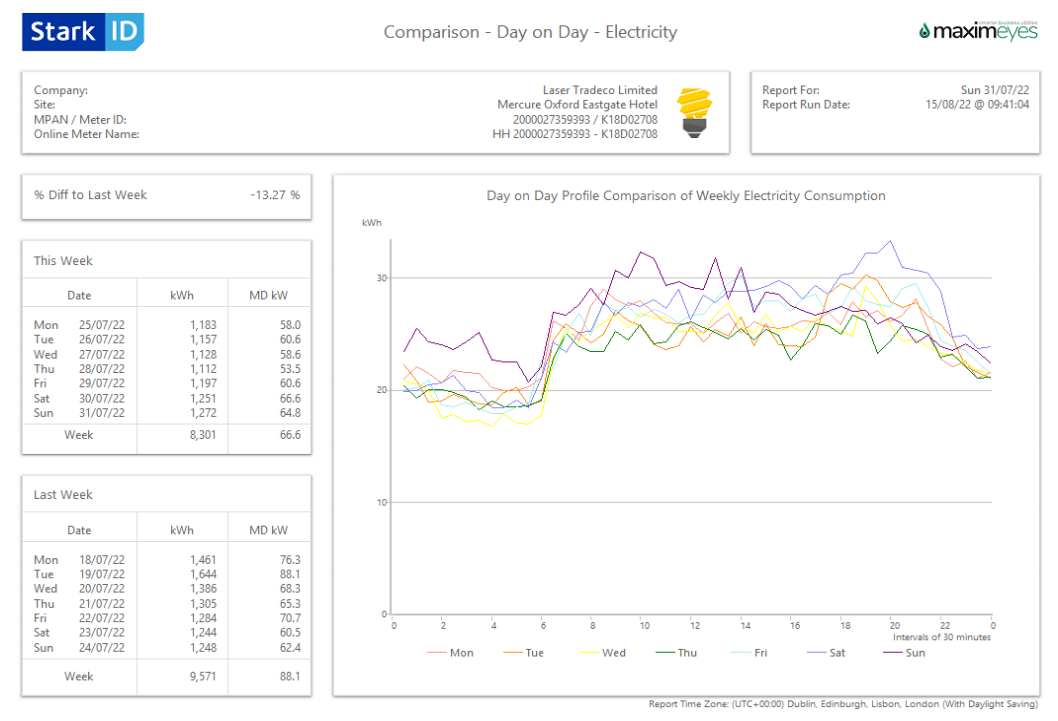 Stark ID
Comparison - Day on Day - Electricity
smarter business utilities
maximeyes
Company: Laser Tradeco Limited
Site: Mercure Oxford Eastgate Hotel
MPAN / Meter ID: 2000027359393 / K18D02708
Online Meter Name: HH 2000027359393 - K18D02708
Report For: Sun 31/07/22
Report Run Date: 15/08/22 @ 09:41:04
% Diff to Last Week -13.27 %
This Week
Date kWh MD kW
Mon 25/07/22 1,183 58.0
Tue 26/07/22 1,157 60.6
Wed 27/07/22 1,128 58.6
Thu 28/07/22 1,112 53.5
Fri 29/07/22 1,197 60.6
Sat 30/07/22 1,251 66.6
Sun 31/07/22 1,272 64.8
Week 8,301 66.6
Last Week
Date kWh MD kW
Mon 18/07/22 1,461 76.3
Tue 19/07/22 1,644 88.1
Wed 20/07/22 1,386 68.3
Thu 21/07/22 1,305 65.3
Fri 22/07/22 1,284 70.7
Sat 23/07/22 1,244 60.5
Sun 24/07/22 1,248 62.4
Week 9,571 88.1
Day on Day Profile Comparison of Weekly Electricity Consumption
kWh
30
20
10
0
0 2 4 6 8 10 12 14 16 18 20 22 0
Intervals of 30 minutes
Mon Tue Wed Thu Fri Sat Sun
Report Time Zone: (UTC+00:00) Dublin, Edinburgh, Lisbon, London (With Daylight Saving)